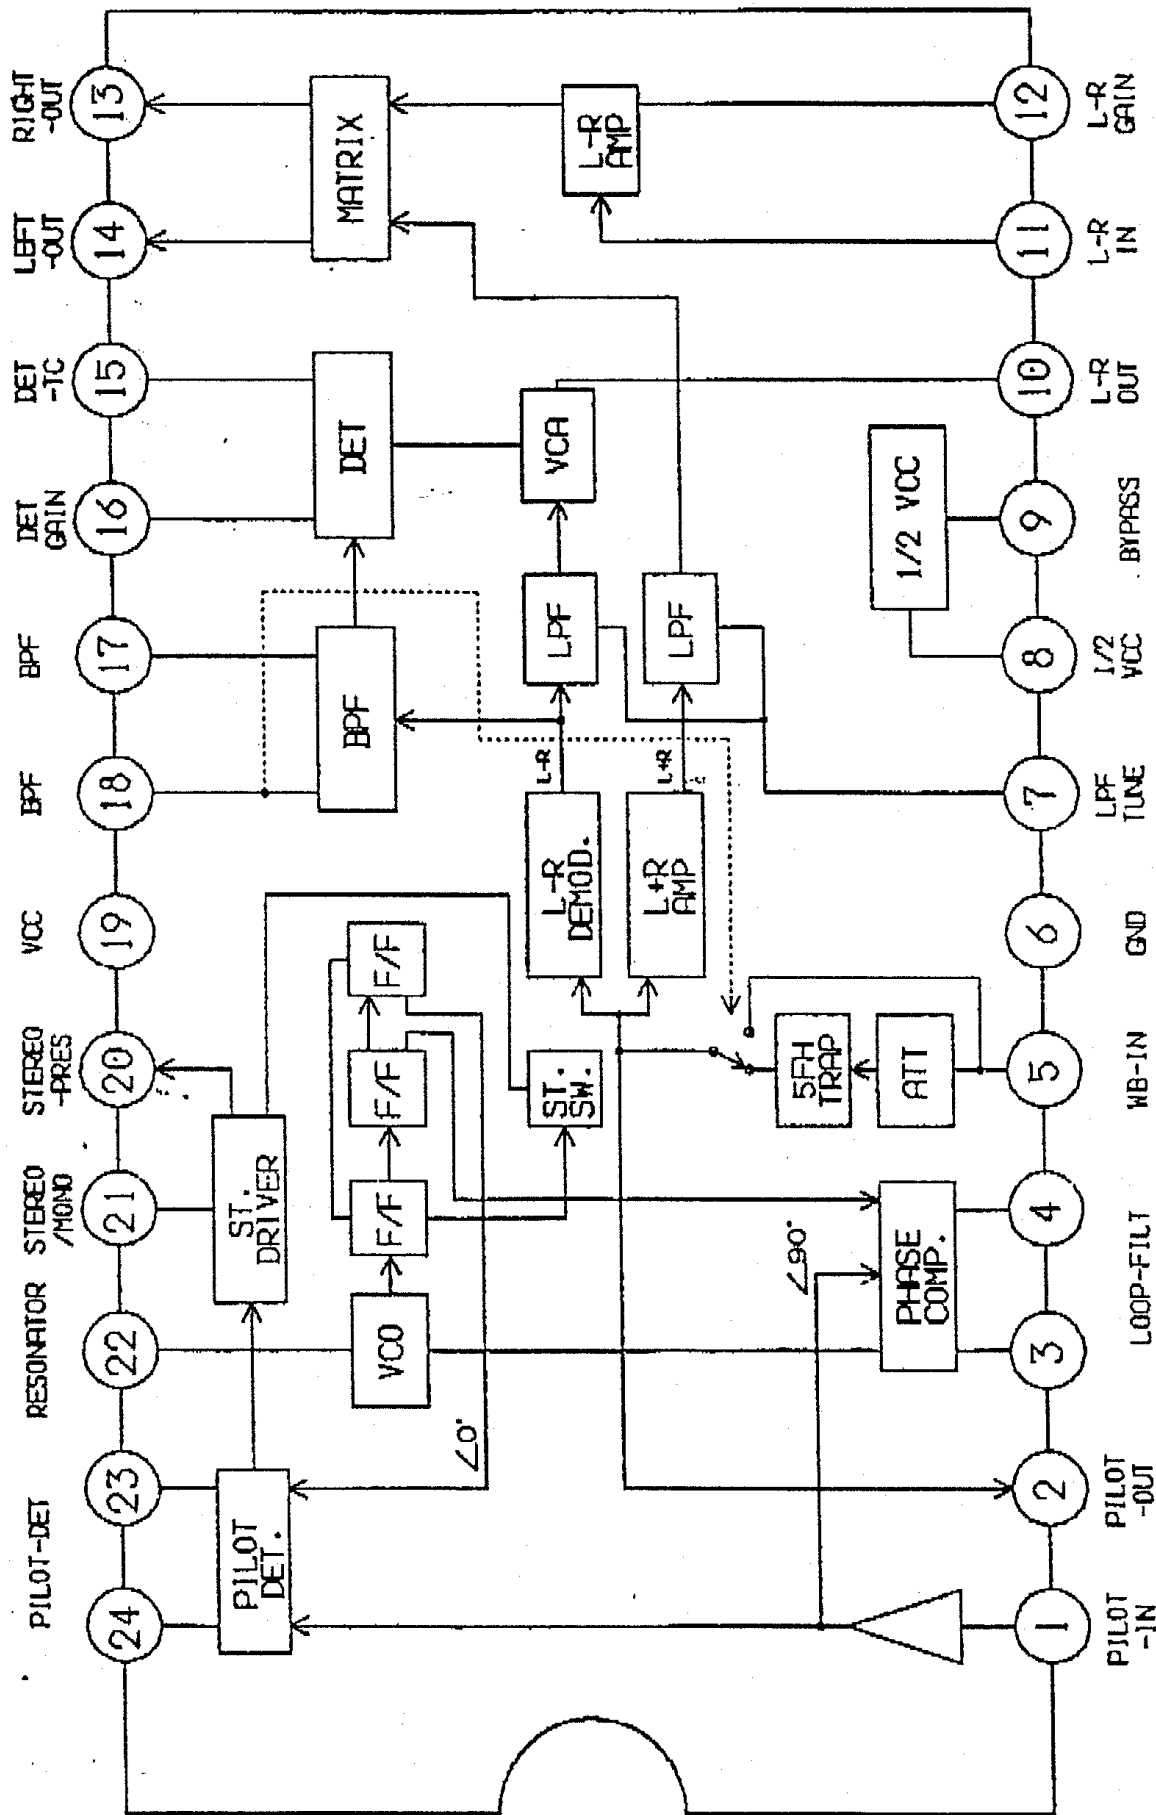 PILOT-DET
RESONATOR
STEREO
/MONO
STEREO
-PRES
VCC
BPF
BPF
DET
GAIN
DET
-TC
LEFT
-OUT
RIGHT
-OUT
24
23
22
21
20
19
18
17
16
15
14
13
PILOT
DET.
ST.
DRIVER
VCO
F/F
F/F
F/F
BPF
DET
MATRIX
∠0°
ST.
SW.
L-R
DEMOD.
L-R
LPF
VCA
L-R
AMP
L+R
AMP
L+R
LPF
∠90°
5FH
TRAP
PHASE
COMP.
ATT
1/2 VCC
1
2
3
4
5
6
7
8
9
10
11
12
PILOT
-IN
PILOT
-OUT
LOOP-FILT
WB-IN
GND
LPF
TUNE
1/2
VCC
BYPASS
L-R
OUT
L-R
IN
L-R
GAIN